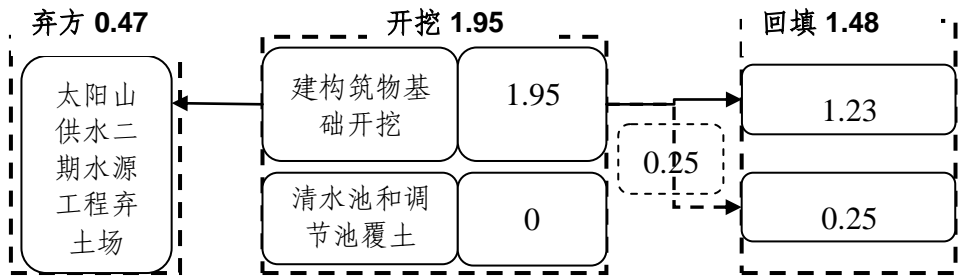 弃方 0.47
开挖 1.95
回填 1.48
太阳山
供水二
期水源
工程弃
土场
建构筑物基
础开挖
1.95
1.23
0.25
清水池和调
节池覆土
0
0.25